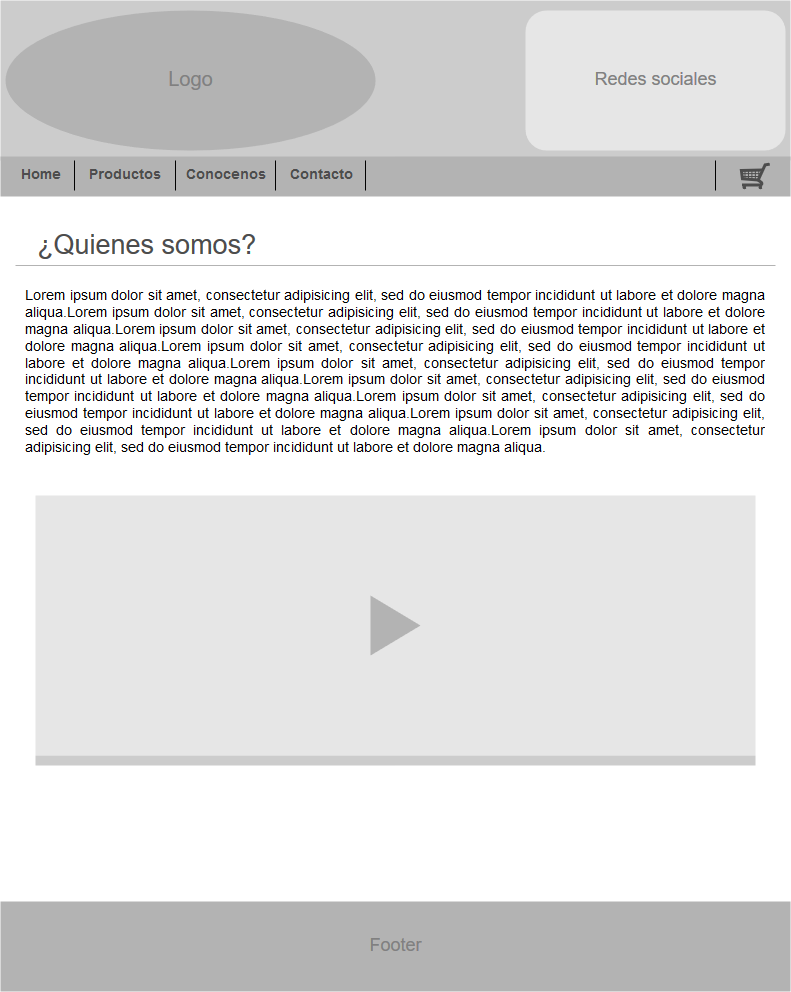 Logo
Redes sociales
Home Productos Conocenos Contacto
¿Quienes somos?
Lorem ipsum dolor sit amet, consectetur adipisicing elit, sed do eiusmod tempor incididunt ut labore et dolore magna
aliqua.Lorem ipsum dolor sit amet, consectetur adipisicing elit, sed do eiusmod tempor incididunt ut labore et dolore
magna aliqua.Lorem ipsum dolor sit amet, consectetur adipisicing elit, sed do eiusmod tempor incididunt ut labore et
dolore magna aliqua.Lorem ipsum dolor sit amet, consectetur adipisicing elit, sed do eiusmod tempor incididunt ut
labore et dolore magna aliqua.Lorem ipsum dolor sit amet, consectetur adipisicing elit, sed do eiusmod tempor
incididunt ut labore et dolore magna aliqua.Lorem ipsum dolor sit amet, consectetur adipisicing elit, sed do eiusmod
tempor incididunt ut labore et dolore magna aliqua.Lorem ipsum dolor sit amet, consectetur adipisicing elit, sed do
eiusmod tempor incididunt ut labore et dolore magna aliqua.Lorem ipsum dolor sit amet, consectetur adipisicing elit,
sed do eiusmod tempor incididunt ut labore et dolore magna aliqua.Lorem ipsum dolor sit amet, consectetur
adipisicing elit, sed do eiusmod tempor incididunt ut labore et dolore magna aliqua.
Footer